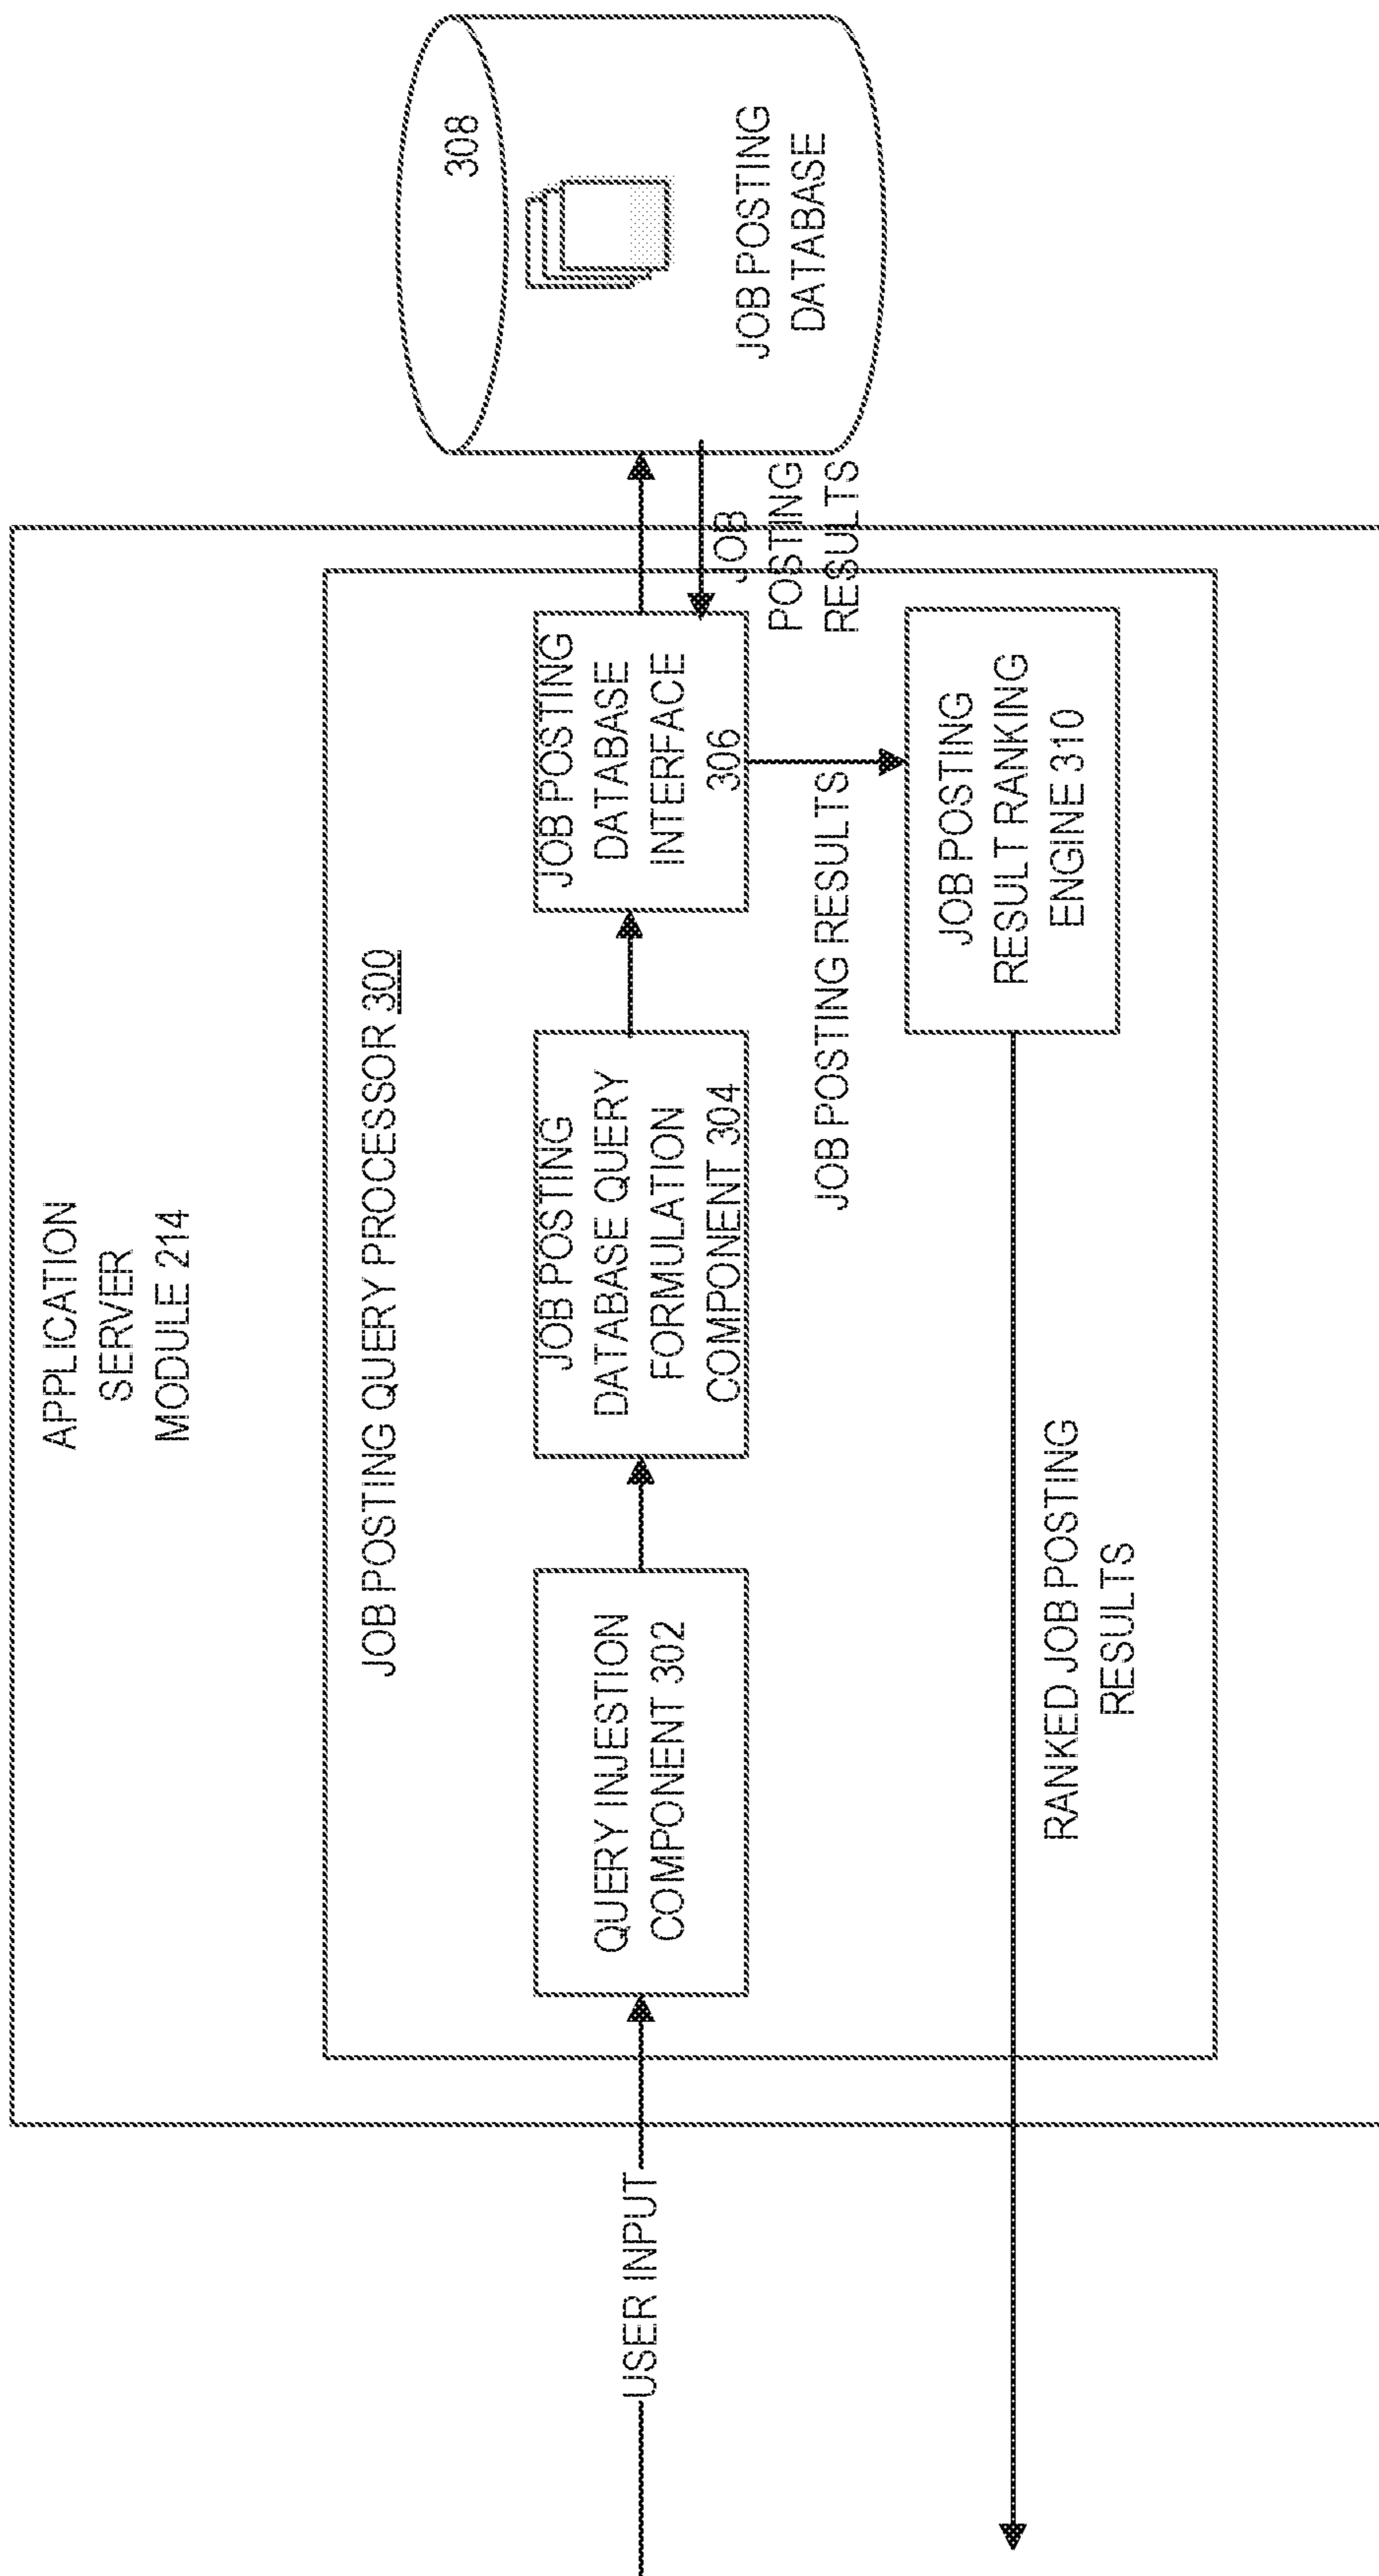 APPLICATION
SERVER
MODULE 214
JOB POSTING QUERY PROCESSOR 300
USER INPUT
QUERY INJESTION
COMPONENT 302
JOB POSTING
DATABASE QUERY
FORMULATION
COMPONENT 304
JOB POSTING
DATABASE
INTERFACE
306
308
JOB POSTING
DATABASE
JOB
POSTING
RESULTS
JOB POSTING RESULTS
JOB POSTING
RESULT RANKING
ENGINE 310
RANKED JOB POSTING
RESULTS